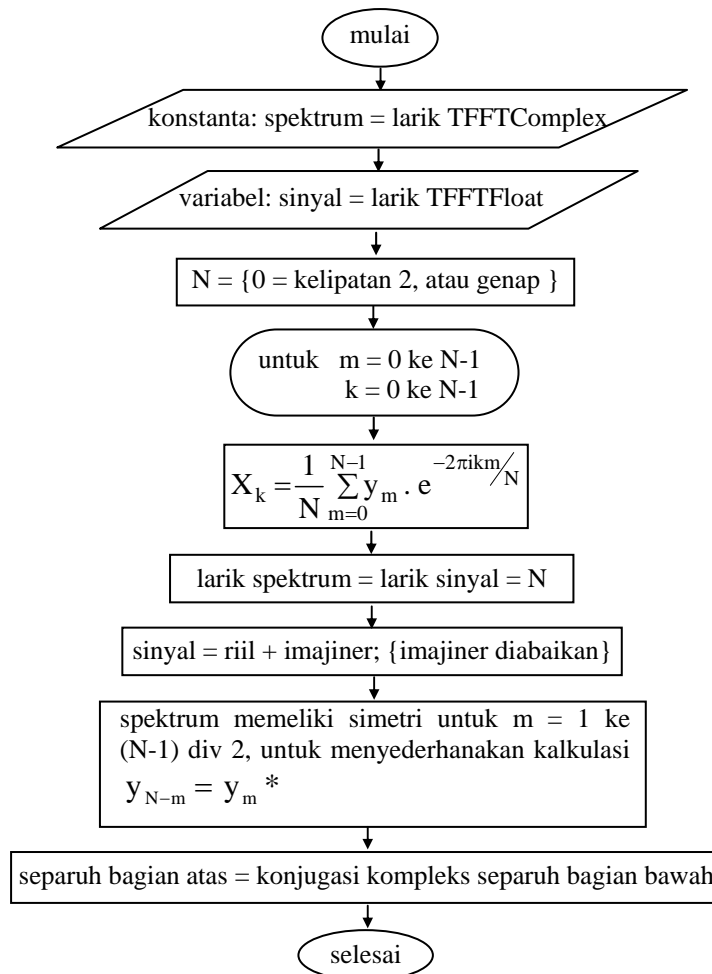 mulai
konstanta: spektrum = larik TFFTComplex
variabel: sinyal = larik TFFTFloat
N = {0 = kelipatan 2, atau genap }
untuk m = 0 ke N-1
k = 0 ke N-1
X_k = 1/N ∑_{m=0}^{N−1} y_m . e^{−2πikm/N}
larik spektrum = larik sinyal = N
sinyal = riil + imajiner; {imajiner diabaikan}
spektrum memeliki simetri untuk m = 1 ke
(N-1) div 2, untuk menyederhanakan kalkulasi
y_{N−m} = y_m *
separuh bagian atas = konjugasi kompleks separuh bagian bawah
selesai